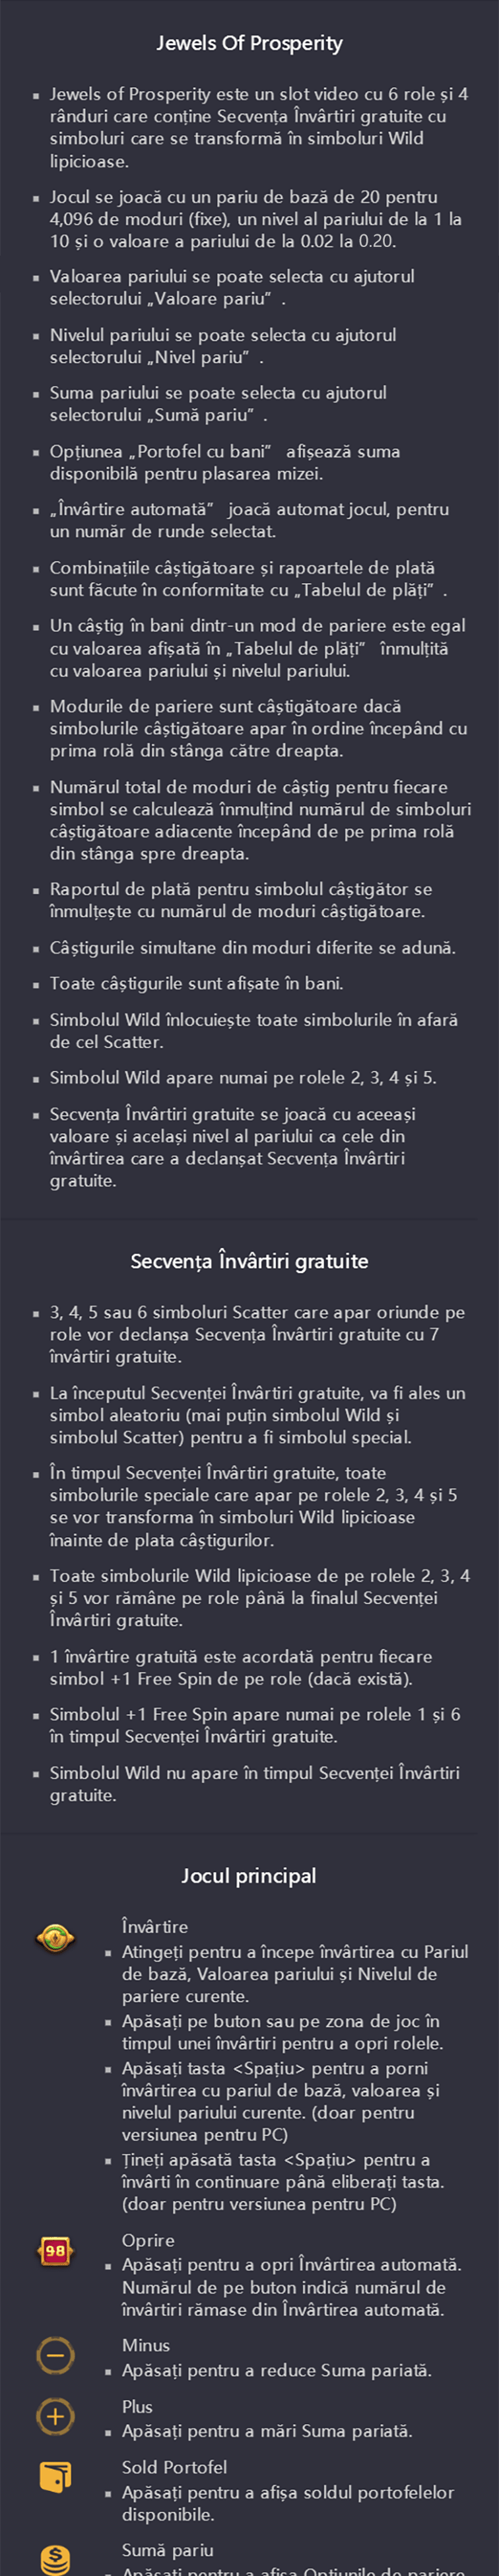 Jewels Of Prosperity
▪ Jewels of Prosperity este un slot video cu 6 role și 4
rânduri care conține Secvența Învârtiri gratuite cu
simboluri care se transformă în simboluri Wild
lipicioase.
▪ Jocul se joacă cu un pariu de bază de 20 pentru
4,096 de moduri (fixe), un nivel al pariului de la 1 la
10 și o valoare a pariului de la 0.02 la 0.20.
▪ Valoarea pariului se poate selecta cu ajutorul
selectorului „Valoare pariu” .
▪ Nivelul pariului se poate selecta cu ajutorul
selectorului „Nivel pariu” .
▪ Suma pariului se poate selecta cu ajutorul
selectorului „Sumă pariu” .
▪ Opțiunea „Portofel cu bani” afișează suma
disponibilă pentru plasarea mizei.
▪ „Învârtire automată” joacă automat jocul, pentru
un număr de runde selectat.
▪ Combinațiile câștigătoare și rapoartele de plată
sunt făcute în conformitate cu „Tabelul de plăți” .
▪ Un câștig în bani dintr-un mod de pariere este egal
cu valoarea afișată în „Tabelul de plăți” înmulțită
cu valoarea pariului și nivelul pariului.
▪ Modurile de pariere sunt câștigătoare dacă
simbolurile câștigătoare apar în ordine începând cu
prima rolă din stânga către dreapta.
▪ Numărul total de moduri de câștig pentru fiecare
simbol se calculează înmulțind numărul de simboluri
câștigătoare adiacente începând de pe prima rolă
din stânga spre dreapta.
▪ Raportul de plată pentru simbolul câștigător se
înmulțește cu numărul de moduri câștigătoare.
▪ Câștigurile simultane din moduri diferite se adună.
▪ Toate câștigurile sunt afișate în bani.
▪ Simbolul Wild înlocuiește toate simbolurile în afară
de cel Scatter.
▪ Simbolul Wild apare numai pe rolele 2, 3, 4 și 5.
▪ Secvența Învârtiri gratuite se joacă cu aceeași
valoare și același nivel al pariului ca cele din
învârtirea care a declanșat Secvența Învârtiri
gratuite.
Secvența Învârtiri gratuite
▪ 3, 4, 5 sau 6 simboluri Scatter care apar oriunde pe
role vor declanșa Secvența Învârtiri gratuite cu 7
învârtiri gratuite.
▪ La începutul Secvenței Învârtiri gratuite, va fi ales un
simbol aleatoriu (mai puțin simbolul Wild și
simbolul Scatter) pentru a fi simbolul special.
▪ În timpul Secvenței Învârtiri gratuite, toate
simbolurile speciale care apar pe rolele 2, 3, 4 și 5
se vor transforma în simboluri Wild lipicioase
înainte de plata câștigurilor.
▪ Toate simbolurile Wild lipicioase de pe rolele 2, 3, 4
și 5 vor rămâne pe role până la finalul Secvenței
Învârtiri gratuite.
▪ 1 învârtire gratuită este acordată pentru fiecare
simbol +1 Free Spin de pe role (dacă există).
▪ Simbolul +1 Free Spin apare numai pe rolele 1 și 6
în timpul Secvenței Învârtiri gratuite.
▪ Simbolul Wild nu apare în timpul Secvenței Învârtiri
gratuite.
Jocul principal
Învârtire
▪ Atingeți pentru a începe învârtirea cu Pariul
de bază, Valoarea pariului și Nivelul de
pariere curente.
▪ Apăsați pe buton sau pe zona de joc în
timpul unei învârtiri pentru a opri rolele.
▪ Apăsați tasta <Spațiu> pentru a porni
învârtirea cu pariul de bază, valoarea și
nivelul pariului curente. (doar pentru
versiunea pentru PC)
▪ Țineți apăsată tasta <Spațiu> pentru a
învârti în continuare până eliberați tasta.
(doar pentru versiunea pentru PC)
98
Oprire
▪ Apăsați pentru a opri Învârtirea automată.
Numărul de pe buton indică numărul de
învârtiri rămase din Învârtirea automată.
Minus
▪ Apăsați pentru a reduce Suma pariată.
Plus
▪ Apăsați pentru a mări Suma pariată.
Sold Portofel
▪ Apăsați pentru a afișa soldul portofelelor
disponibile.
Sumă pariu
▪ Apăsați pentru a afișa Opțiunile de pariere